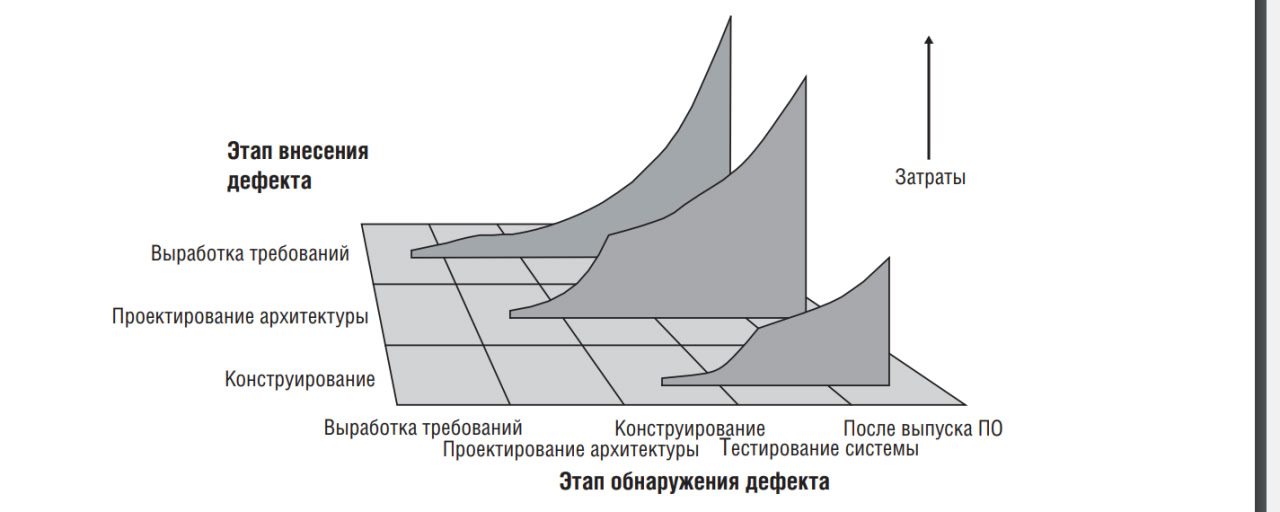 Этап внесения
дефекта
Затраты
Выработка требований
Проектирование архитектуры
Конструирование
Выработка требований
Проектирование архитектуры
Конструирование
Тестирование системы
После выпуска ПО
Этап обнаружения дефекта